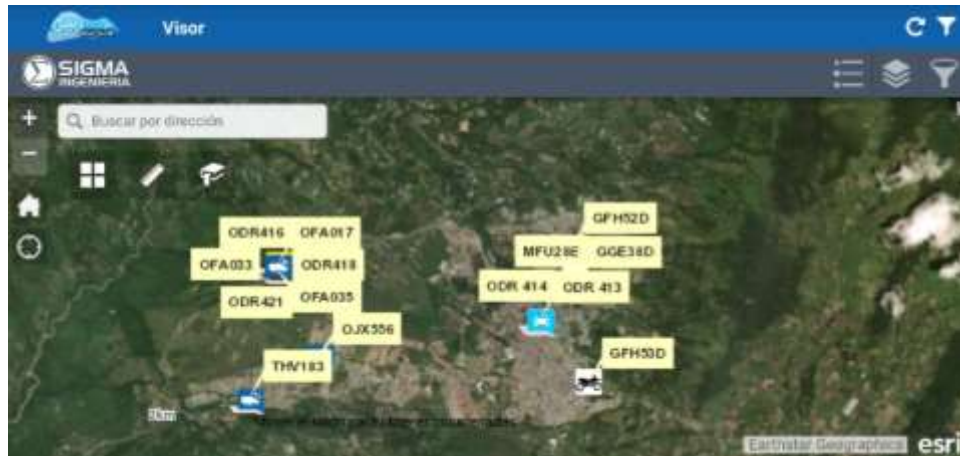 Visor
SIGMA
INGENIERIA
Buscar por dirección
GFH52D
ODR416 OFA017
MFU28E GGE38D
OFA033 ODR418
ODR 414 ODR 413
ODR421 OFA035
OJX556
GFH53D
THV183
2km
Earthstar Geographics
esri